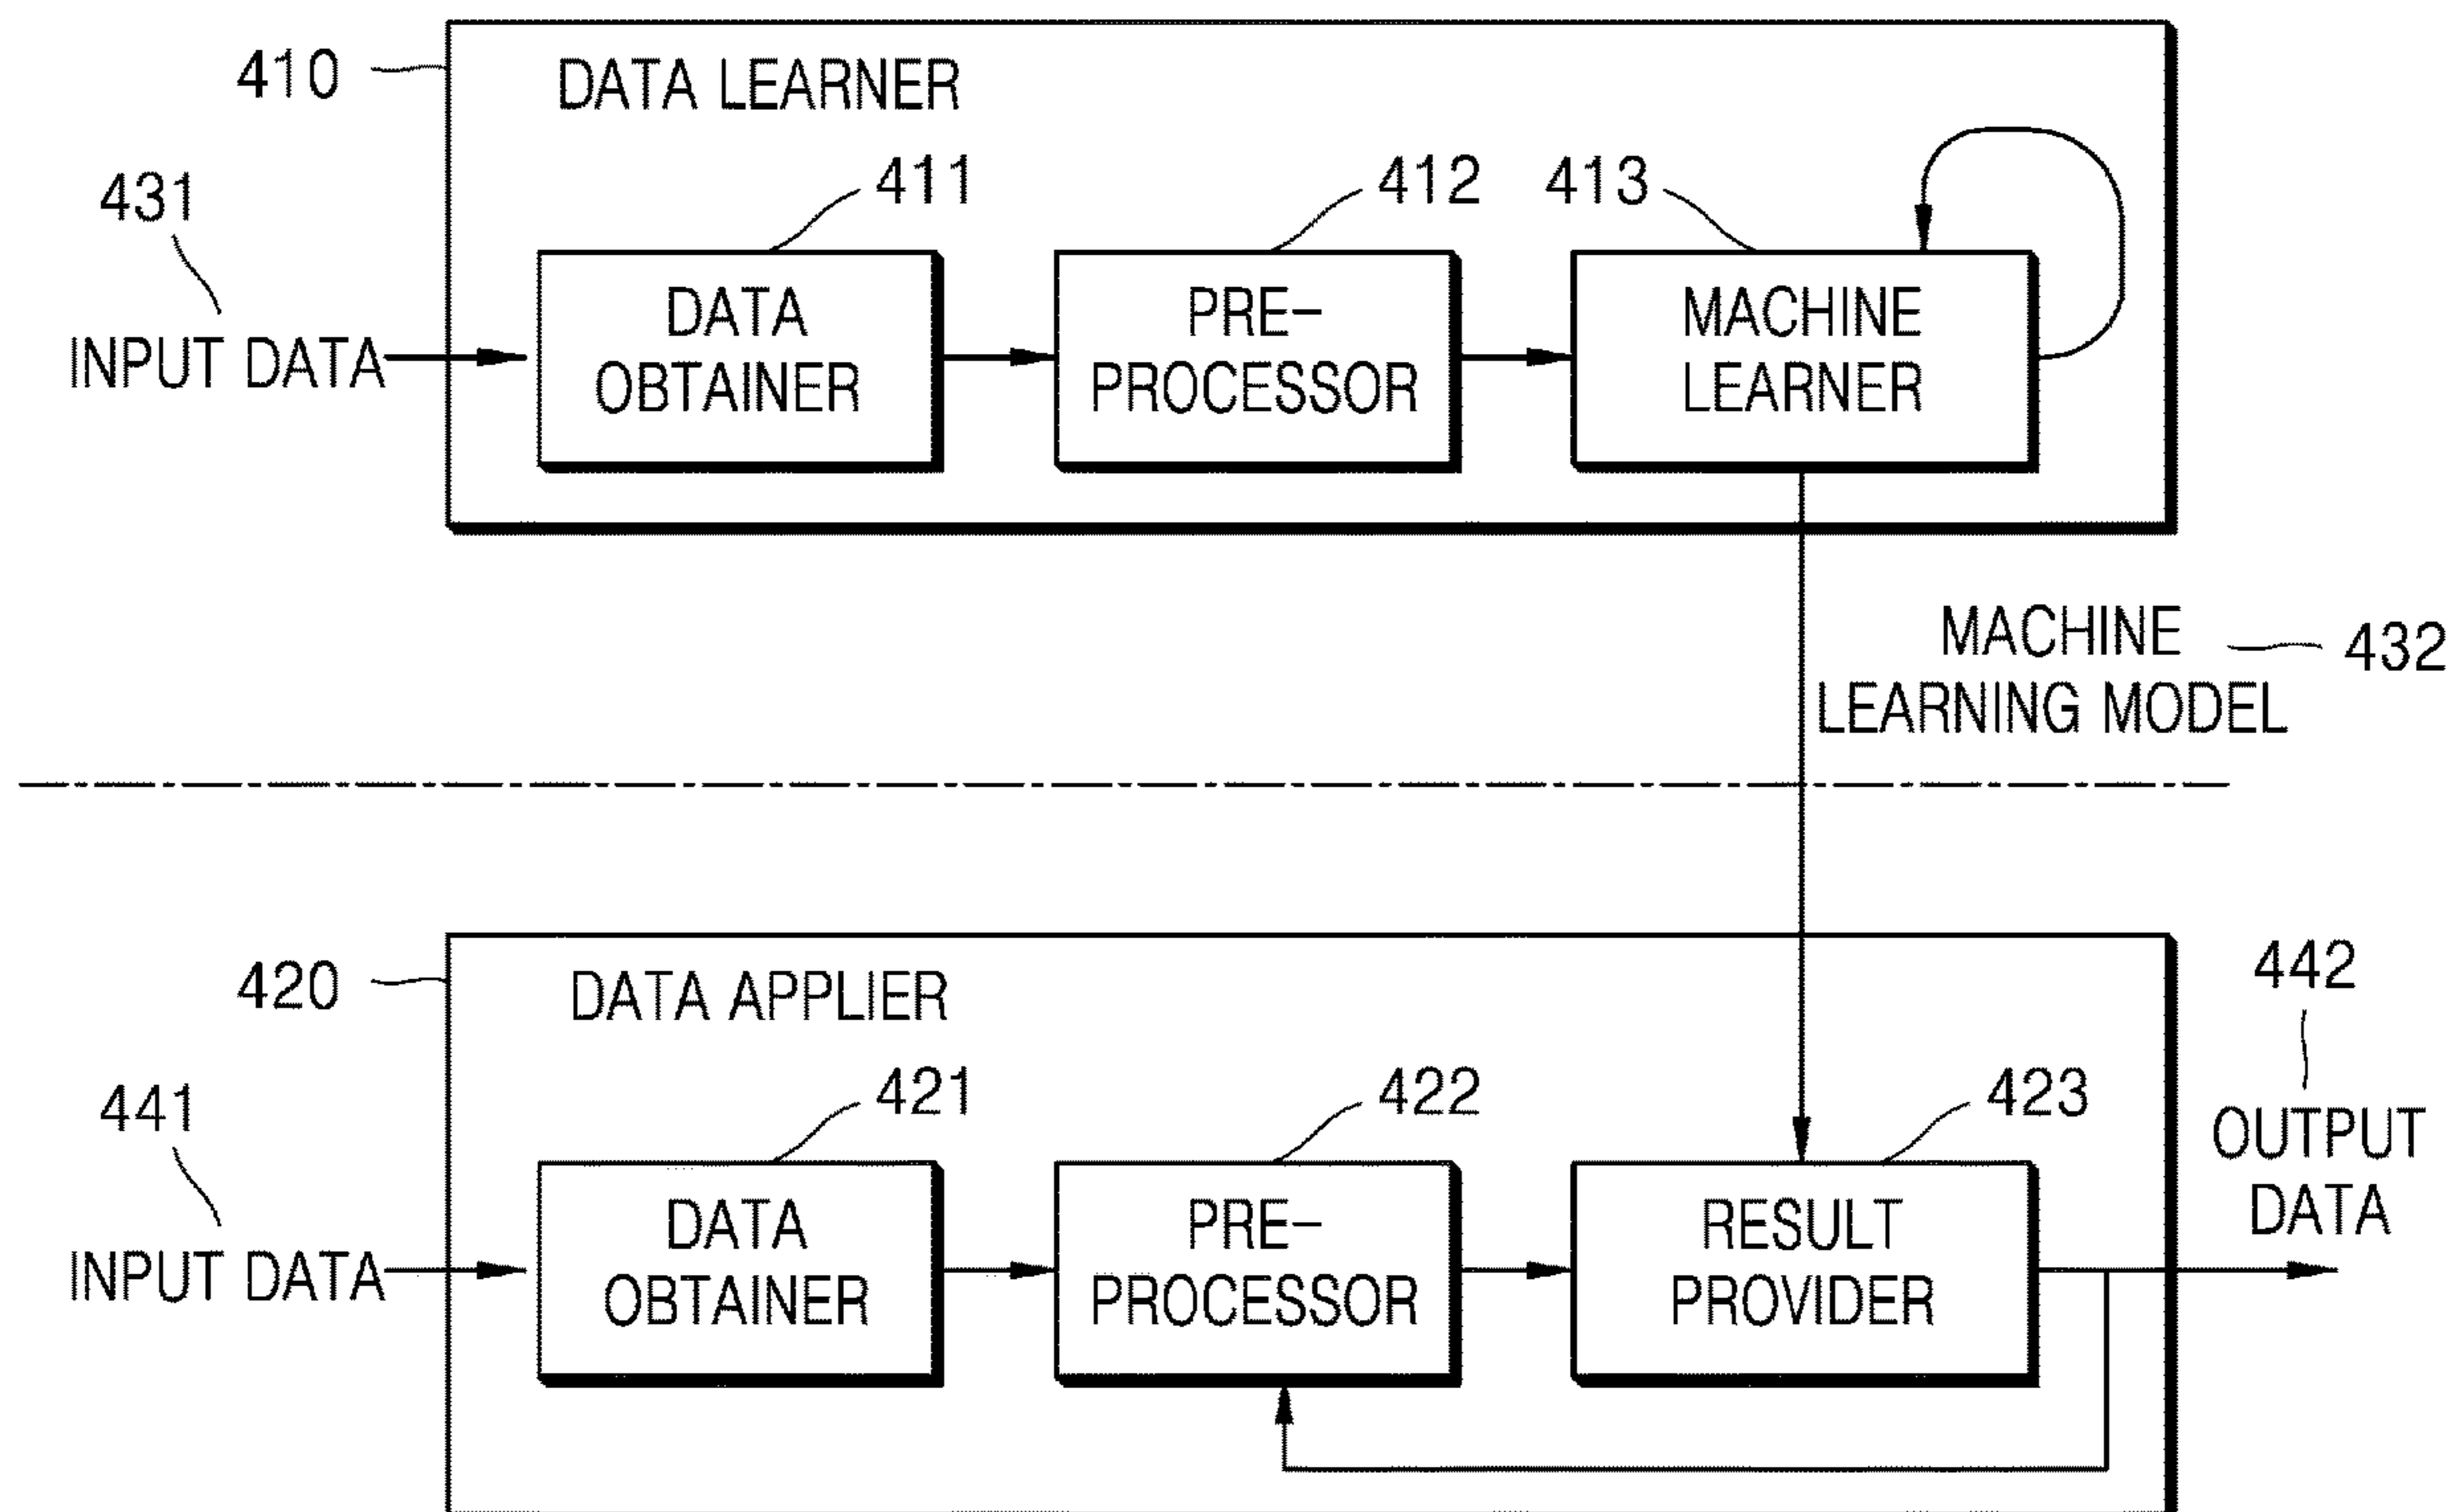 410
DATA LEARNER
431
411
412
413
INPUT DATA
DATA
OBTAINER
PRE-
PROCESSOR
MACHINE
LEARNER
MACHINE
LEARNING MODEL
432
420
DATA APPLIER
442
OUTPUT
DATA
441
421
422
423
INPUT DATA
DATA
OBTAINER
PRE-
PROCESSOR
RESULT
PROVIDER